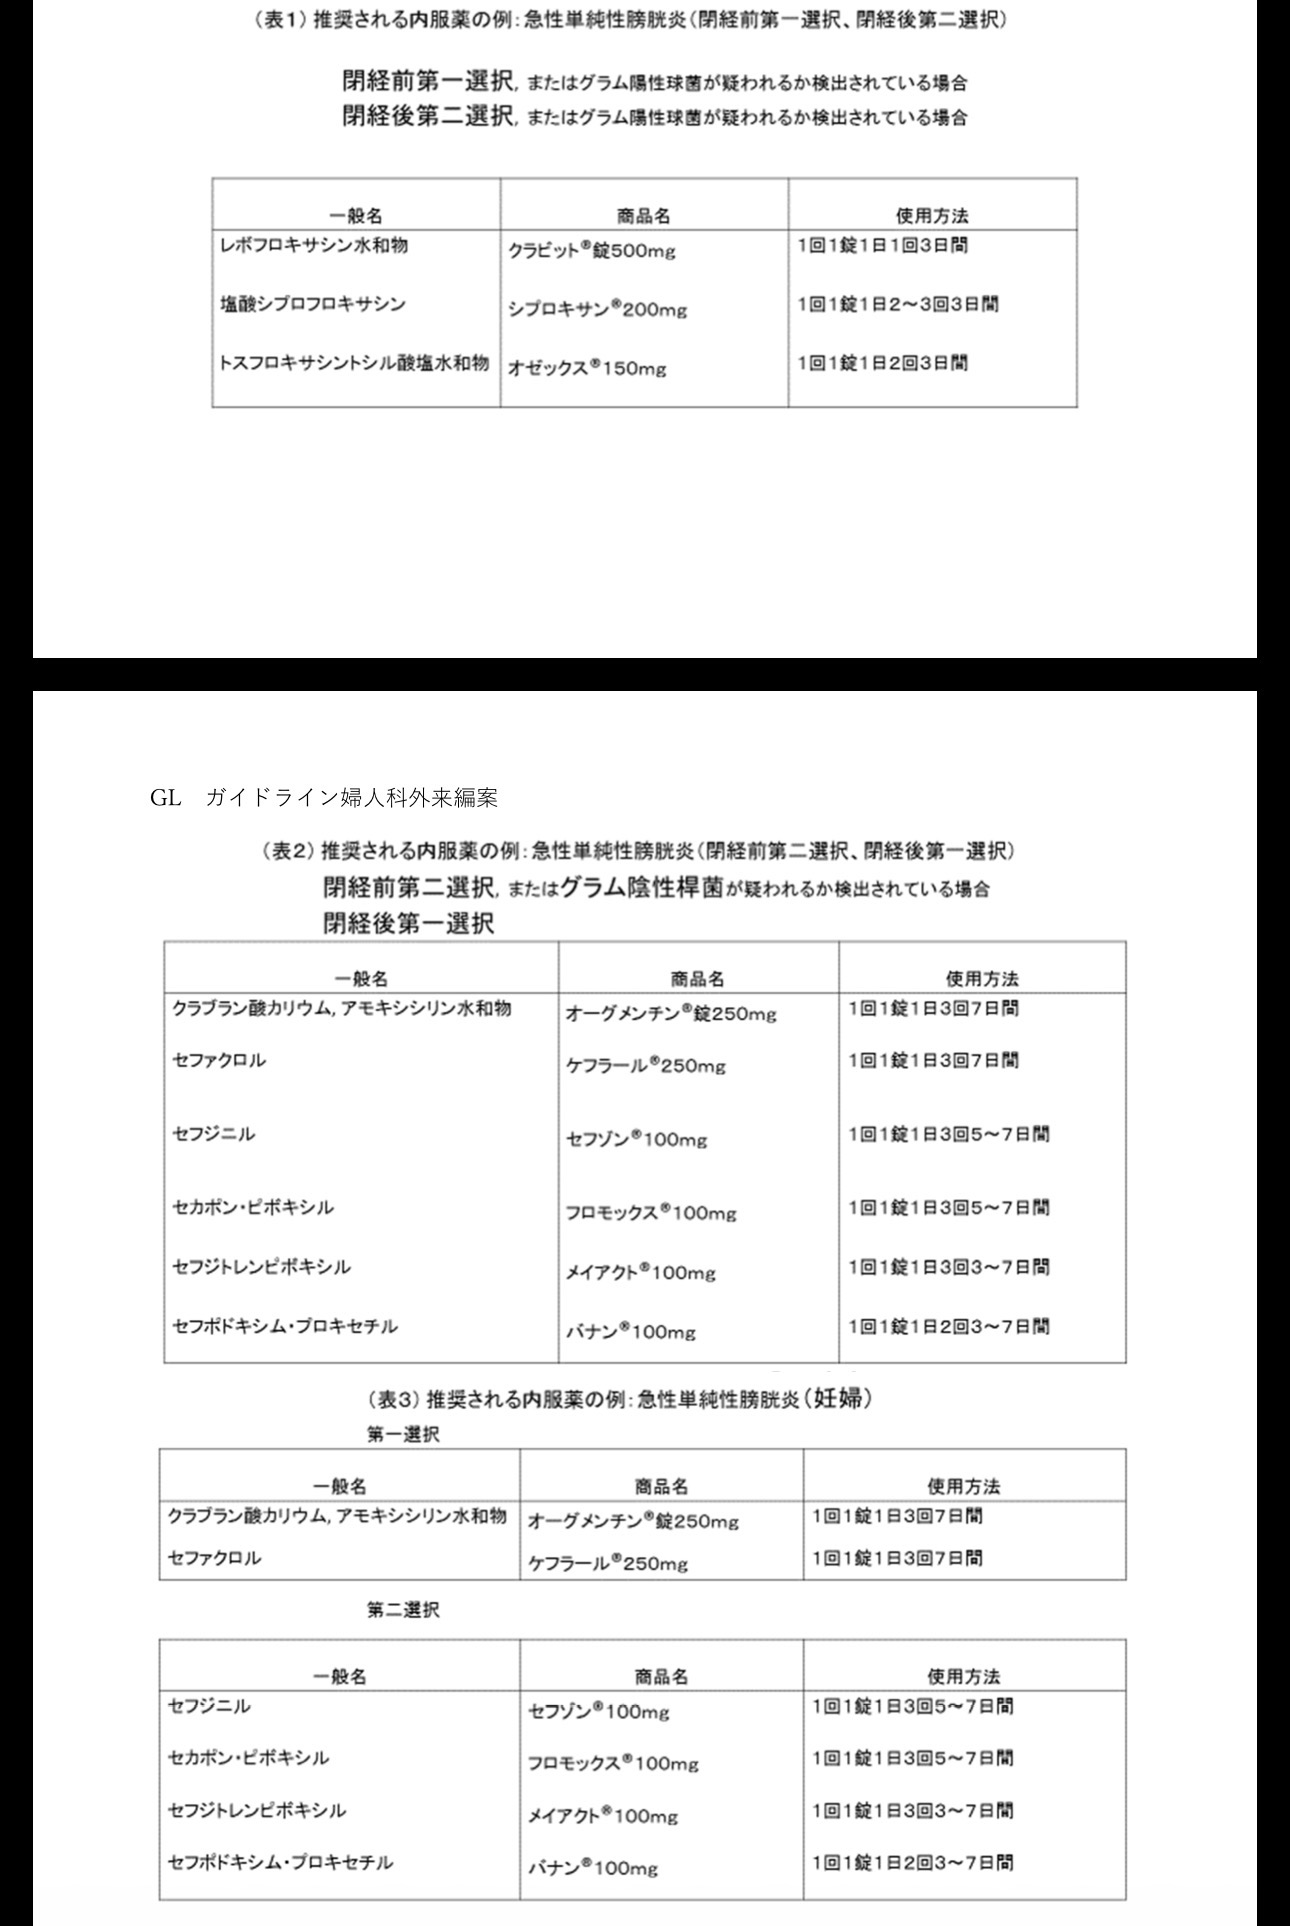 （表1）推奨される内服薬の例：急性単純性膀胱炎（閉経前第一選択、閉経後第二選択）
閉経前第一選択, またはグラム陽性球菌が疑われるか検出されている場合
閉経後第二選択, またはグラム陽性球菌が疑われるか検出されている場合
一般名 商品名 使用方法
レボフロキサシン水和物 クラビット®錠500mg 1回1錠1日1回3日間
塩酸シプロフロキサシン シプロキサン®200mg 1回1錠1日2～3回3日間
トスフロキサシントシル酸塩水和物 オゼックス®150mg 1回1錠1日2回3日間
GL　ガイドライン婦人科外来編案
（表2）推奨される内服薬の例：急性単純性膀胱炎（閉経前第二選択、閉経後第一選択）
閉経前第二選択, またはグラム陰性桿菌が疑われるか検出されている場合
閉経後第一選択
一般名 商品名 使用方法
クラブラン酸カリウム, アモキシシリン水和物 オーグメンチン®錠250mg 1回1錠1日3回7日間
セファクロル ケフラール®250mg 1回1錠1日3回7日間
セフジニル セフゾン®100mg 1回1錠1日3回5～7日間
セカポン・ピボキシル フロモックス®100mg 1回1錠1日3回5～7日間
セフジトレンピボキシル メイアクト®100mg 1回1錠1日3回3～7日間
セフポドキシム・プロキセチル バナン®100mg 1回1錠1日2回3～7日間
（表3）推奨される内服薬の例：急性単純性膀胱炎（妊婦）
第一選択
一般名 商品名 使用方法
クラブラン酸カリウム, アモキシシリン水和物 オーグメンチン®錠250mg 1回1錠1日3回7日間
セファクロル ケフラール®250mg 1回1錠1日3回7日間
第二選択
一般名 商品名 使用方法
セフジニル セフゾン®100mg 1回1錠1日3回5～7日間
セカポン・ピボキシル フロモックス®100mg 1回1錠1日3回5～7日間
セフジトレンピボキシル メイアクト®100mg 1回1錠1日3回3～7日間
セフポドキシム・プロキセチル バナン®100mg 1回1錠1日2回3～7日間